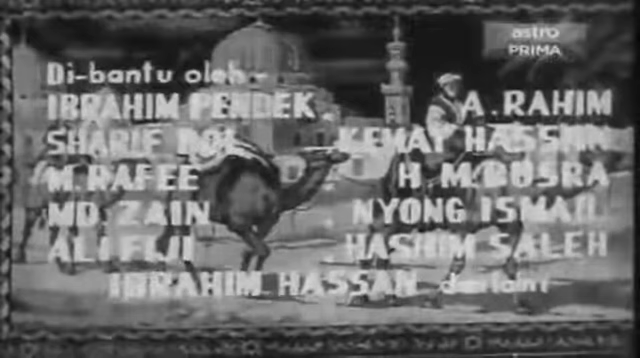 astro
PRIMA
Di-bantu oleh-
IBRAHIM PENDEK. A. RAHIM
SHARIF DOL KEMAT HASSAN
M. RAFEE H. M. BUSRA
MD. ZAIN NYONG ISMAIL
ALI FIJI HASHIM SALEH
IBRAHIM HASSAN dan lain2